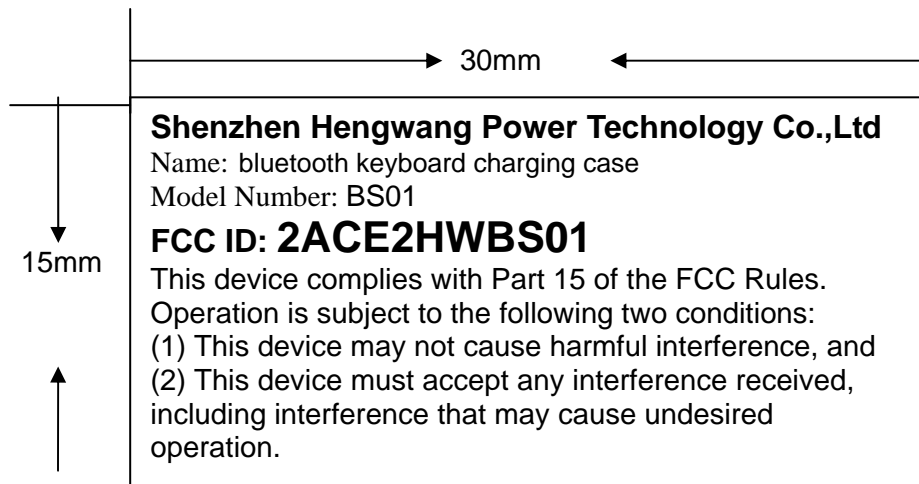 30mm
Shenzhen Hengwang Power Technology Co.,Ltd
Name: bluetooth keyboard charging case
Model Number: BS01
FCC ID: 2ACE2HWBS01
15mm
This device complies with Part 15 of the FCC Rules.
Operation is subject to the following two conditions:
(1) This device may not cause harmful interference, and
(2) This device must accept any interference received,
including interference that may cause undesired
operation.